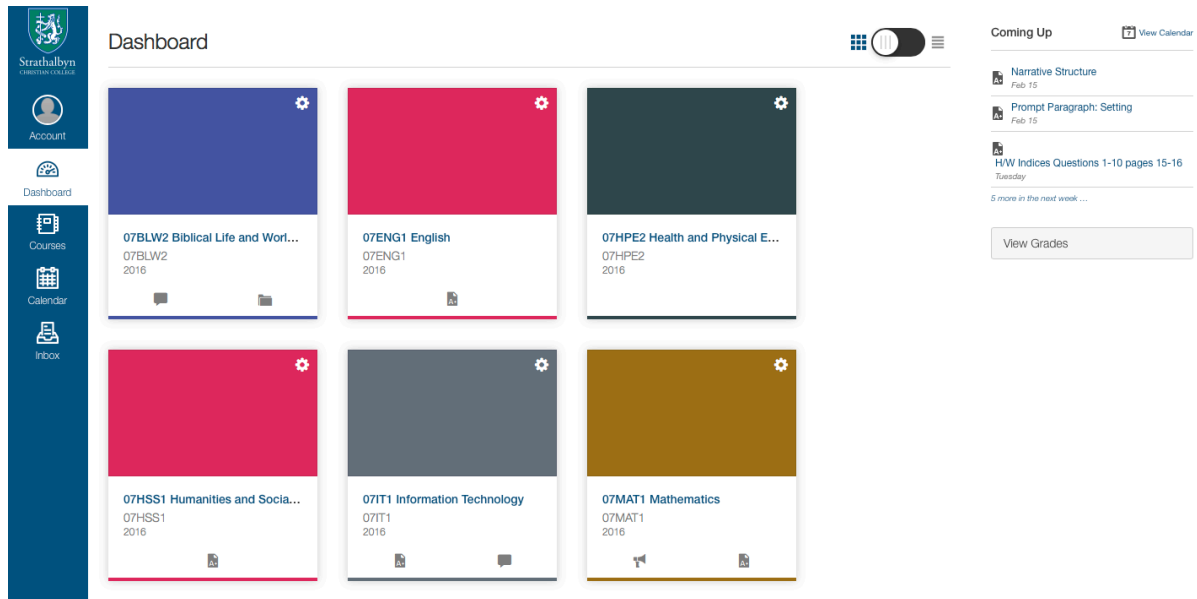 Strathalbyn
CHRISTIAN COLLEGE
Account
Dashboard
Courses
Calendar
Inbox
Dashboard
07BLW2 Biblical Life and Worl...
07BLW2
2016
07ENG1 English
07ENG1
2016
07HPE2 Health and Physical E...
07HPE2
2016
07HSS1 Humanities and Socia...
07HSS1
2016
07IT1 Information Technology
07IT1
2016
07MAT1 Mathematics
07MAT1
2016
Coming Up
7 View Calendar
Narrative Structure
Feb 15
Prompt Paragraph: Setting
Feb 15
H/W Indices Questions 1-10 pages 15-16
Tuesday
5 more in the next week ...
View Grades